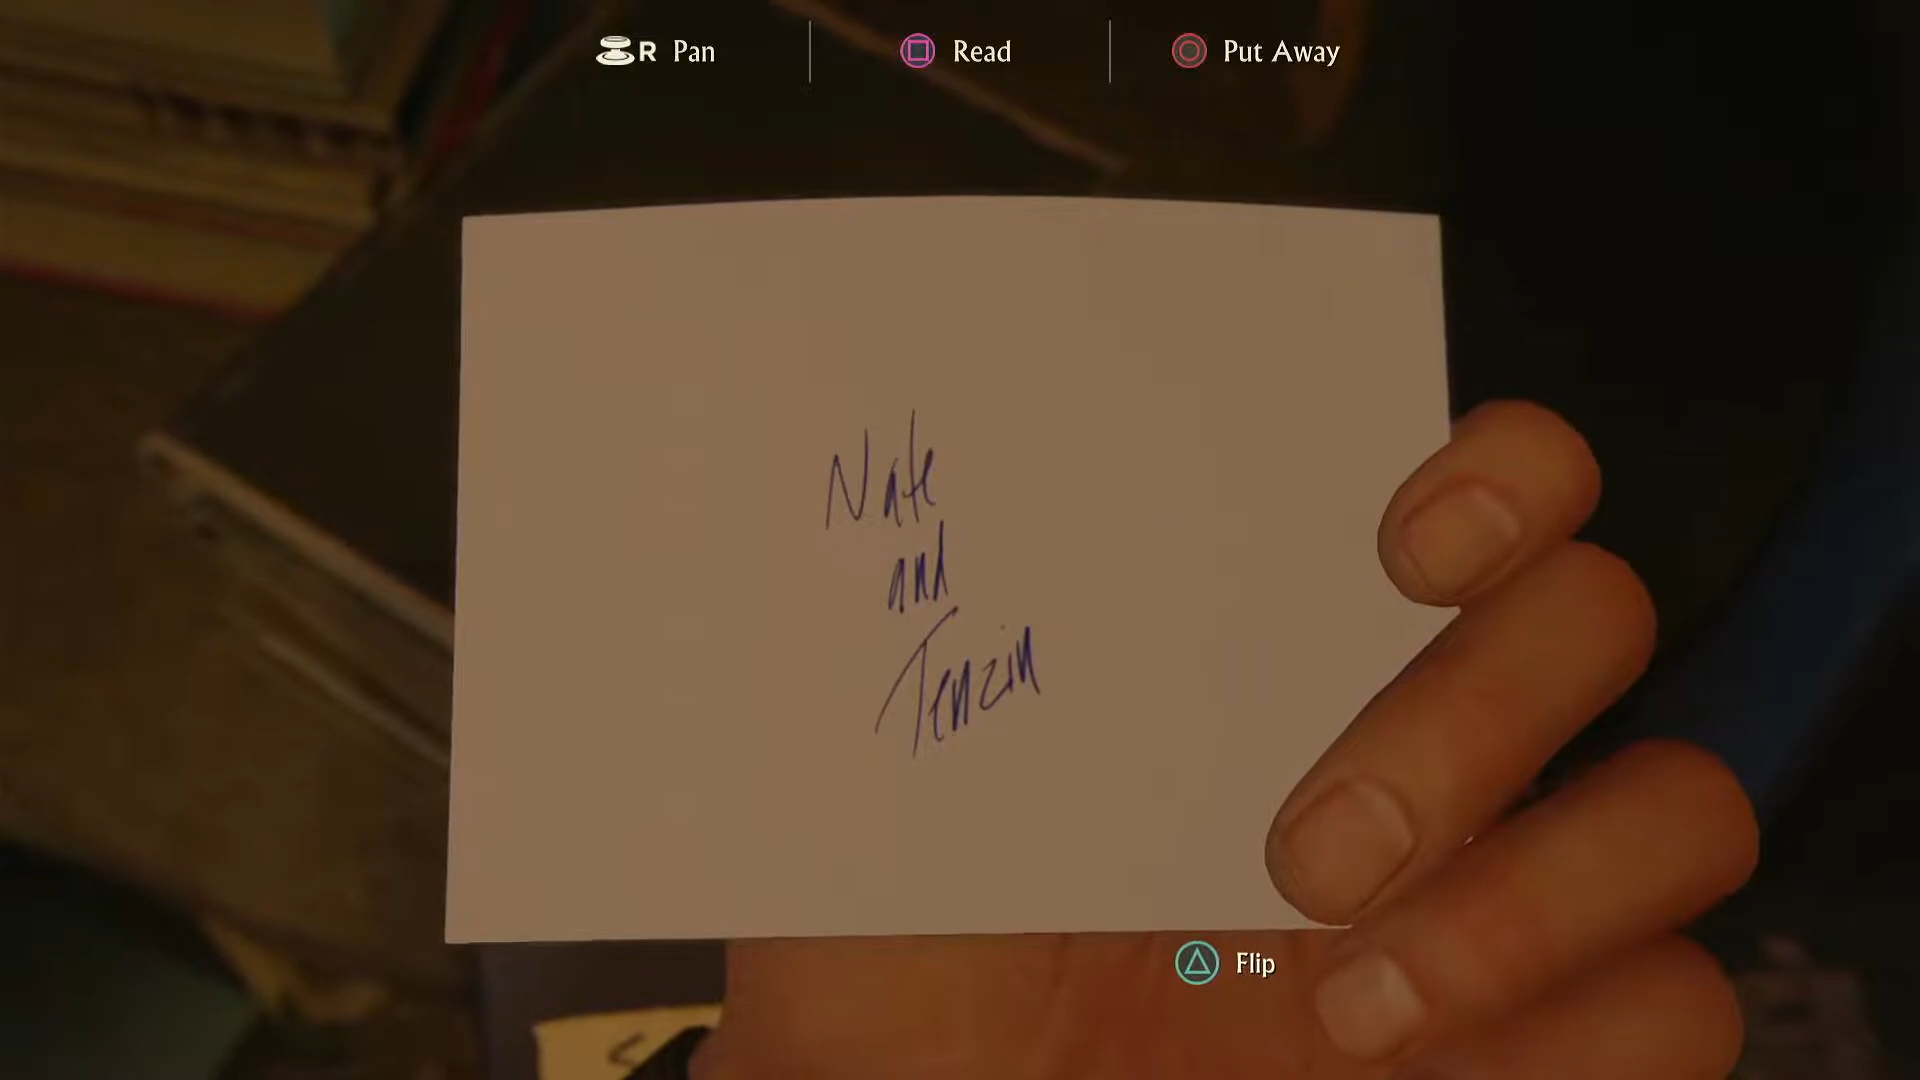 R Pan
Read
Put Away
Nate
and
Tenzin
Flip